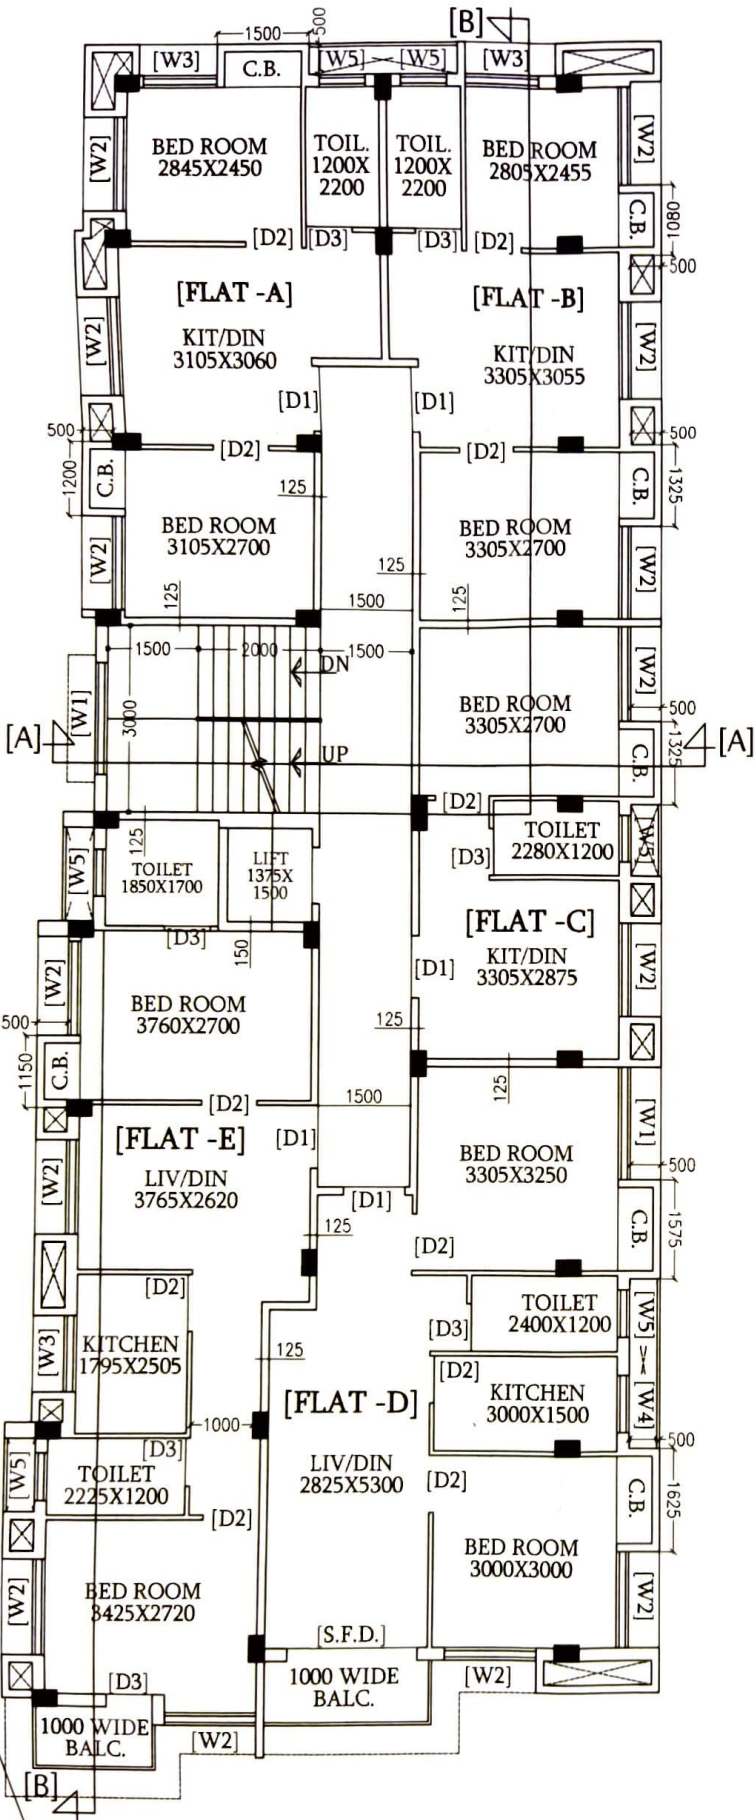 [B]
1500
500
[W3]
C.B.
[W5]
[W5]
[W3]
BED ROOM
2845X2450
TOIL.
1200X
2200
TOIL.
1200X
2200
BED ROOM
2805X2455
[W2]
[W2]
C.B.
1080
500
[D2]
[D3]
[D3]
[D2]
[FLAT -A]
[FLAT -B]
KIT/DIN
3105X3060
KIT/DIN
3305X3055
[W2]
[W2]
[D1]
[D1]
500
500
[D2]
[D2]
1200
C.B.
C.B.
1325
125
BED ROOM
3105X2700
BED ROOM
3305X2700
[W2]
[W2]
125
125
125
1500
1500
2000
1500
DN
[W2]
BED ROOM
3305X2700
500
[W1]
3000
[A]
[A]
UP
C.B.
1325
[D2]
125
TOILET
2280X1200
[W5]
[D3]
[W5]
TOILET
1850X1700
LIFT
1375X
1500
[FLAT -C]
KIT/DIN
3305X2875
[D3]
150
[D1]
[W2]
[W2]
BED ROOM
3760X2700
500
125
1150
C.B.
125
[D2]
1500
[FLAT -E]
[D1]
[W1]
LIV/DIN
3765X2620
[W2]
BED ROOM
3305X3250
500
[D1]
C.B.
1575
125
[D2]
[D2]
TOILET
2400X1200
[W5]
[D3]
[W3]
KITCHEN
1795X2505
125
[D2]
KITCHEN
3000X1500
[W4]
[FLAT -D]
1000
500
[D3]
[W5]
TOILET
2225X1200
LIV/DIN
2825X5300
[D2]
C.B.
1625
[D2]
BED ROOM
3000X3000
[W2]
BED ROOM
3425X2720
[W2]
[S.F.D.]
[D3]
1000 WIDE
BALC.
[W2]
1000 WIDE
BALC.
[W2]
[B]